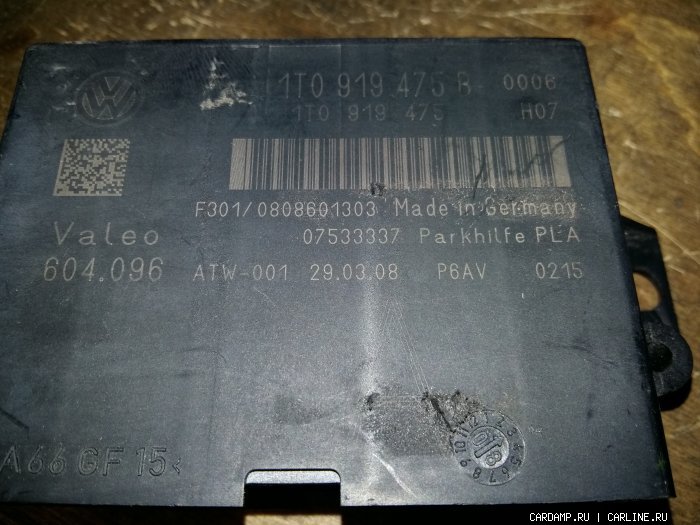 1T0 919 475 B 0006
1T0 919 475 H07
F301/0808601303 Made in Germany
Valeo 07533337 Parkhilfe PLA
604.096 ATW-001 29.03.08 P6AV 0215
GF 15<
CARDAMP.RU | CARLINE.RU